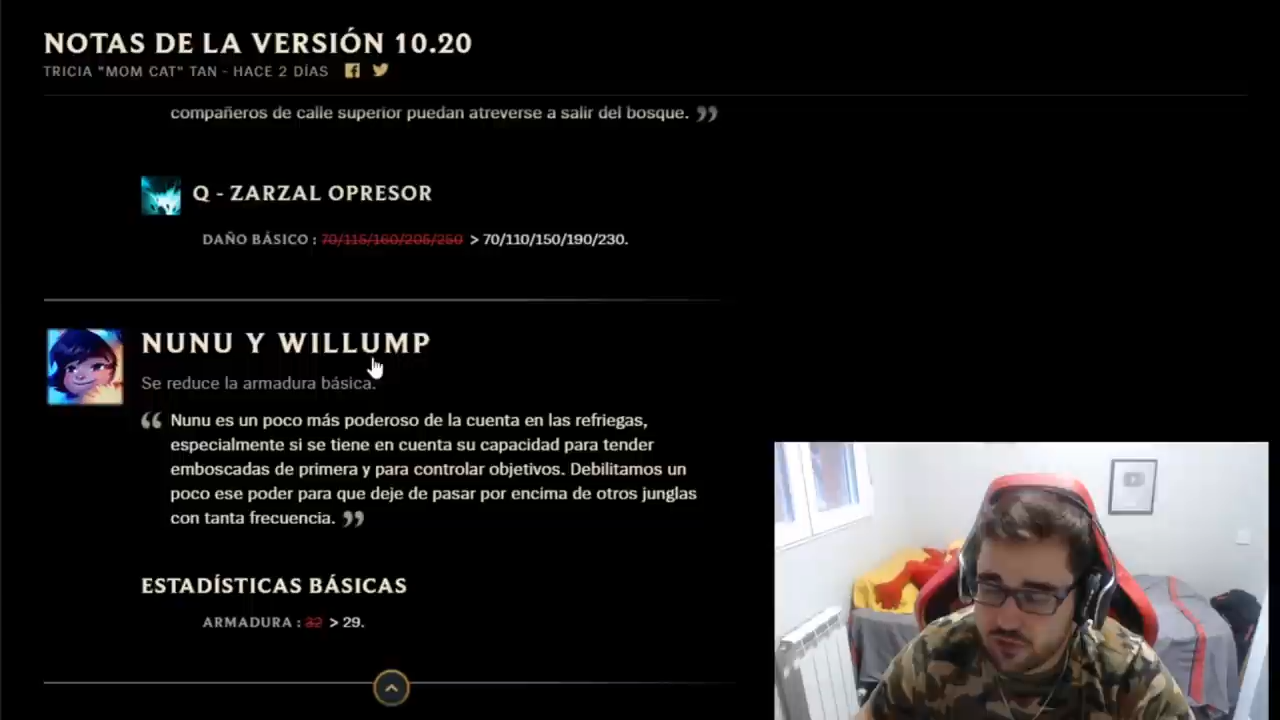 NOTAS DE LA VERSIÓN 10.20
TRICIA "MOM CAT" TAN - HACE 2 DÍAS
compañeros de calle superior puedan atreverse a salir del bosque.
Q - ZARZAL OPRESOR
DAÑO BÁSICO : 70/115/160/205/250 > 70/110/150/190/230.
NUNU Y WILLUMP
Se reduce la armadura básica.
Nunu es un poco más poderoso de la cuenta en las refriegas,
especialmente si se tiene en cuenta su capacidad para tender
emboscadas de primera y para controlar objetivos. Debilitamos un
poco ese poder para que deje de pasar por encima de otros junglas
con tanta frecuencia.
ESTADÍSTICAS BÁSICAS
ARMADURA : 32 > 29.